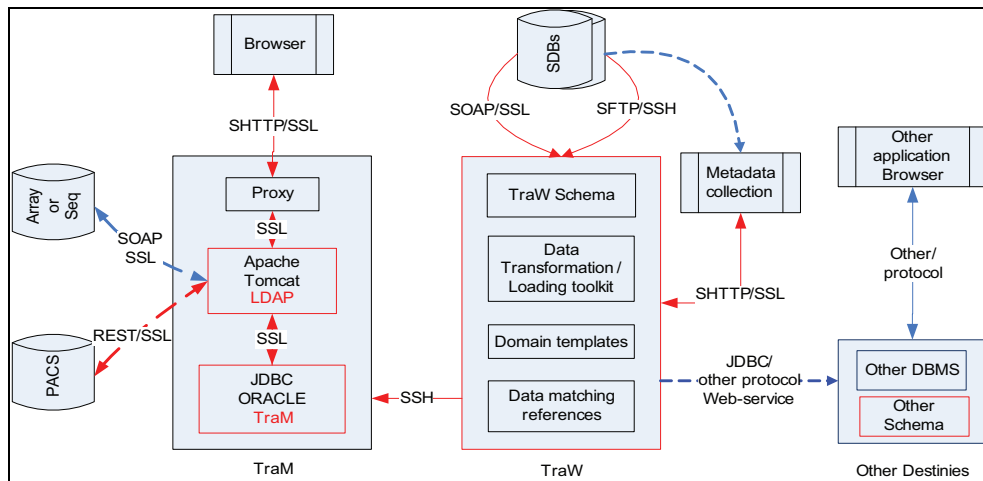 Browser
SDBs
SHTTP/SSL
SOAP/SSL
SFTP/SSH
Array
or
Seq
SOAP
SSL
REST/SSL
PACS
Proxy
SSL
Apache
Tomcat
LDAP
SSL
JDBC
ORACLE
TraM
TraM
SSH
TraW Schema
Data
Transformation /
Loading toolkit
Domain templates
Data matching
references
TraW
Metadata
collection
SHTTP/SSL
JDBC/
other protocol
Web-service
Other
application
Browser
Other/
protocol
Other DBMS
Other
Schema
Other Destinies